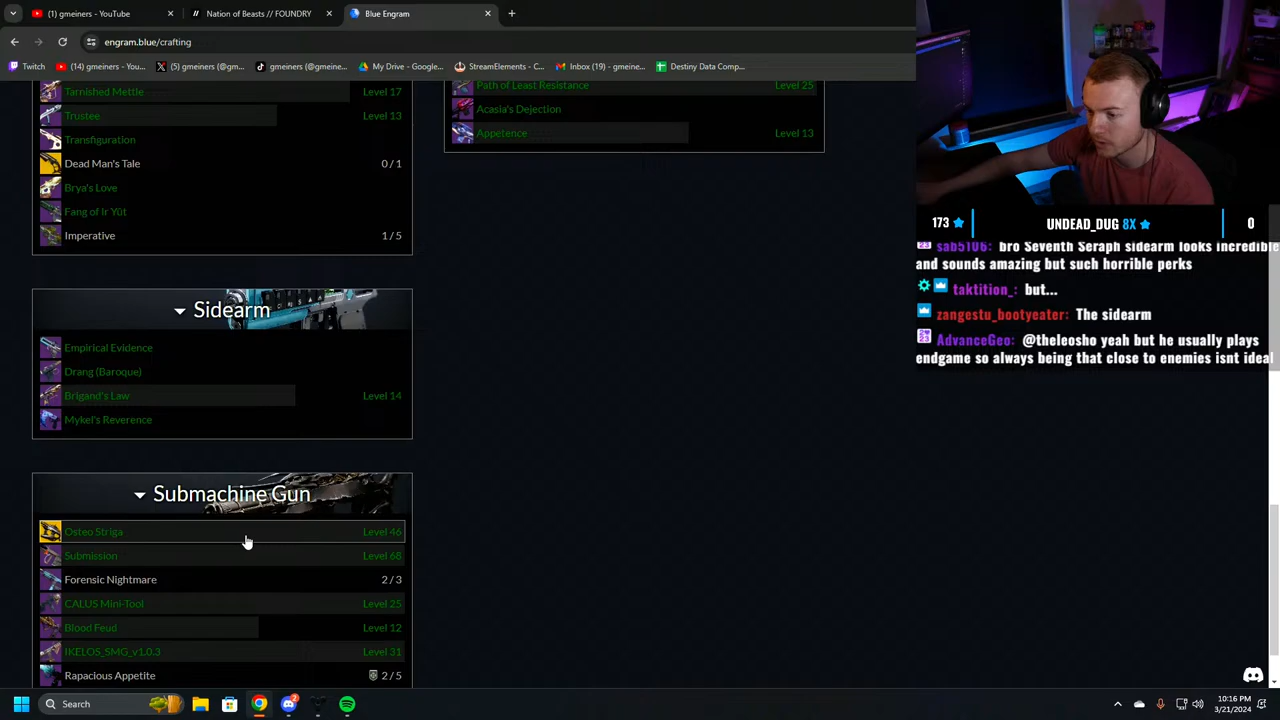 (1) gmeiners - YouTube
Nation of Beasts // FOUNDRY
Blue Engram
engram.blue/crafting
Twitch
(14) gmeiners - You...
(5) gmeiners (@gm...
gmeiners (@gmeine...
My Drive - Google...
StreamElements - C...
Inbox (19) - gmeine...
Destiny Data Comp...
Tarnished Mettle Level 17
Trustee Level 13
Transfiguration
Dead Man's Tale 0/1
Brya's Love
Fang of Ir Yût
Imperative 1/5
Path of Least Resistance Level 25
Acasia's Dejection
Appetence Level 13
Sidearm
Empirical Evidence
Drang (Baroque)
Brigand's Law Level 14
Mykel's Reverence
Submachine Gun
Osteo Striga Level 46
Submission Level 68
Forensic Nightmare 2/3
CALUS Mini-Tool Level 25
Blood Feud Level 12
IKELOS_SMG_v1.0.3 Level 31
Rapacious Appetite 2/5
173
UNDEAD_DUG 8X
0
sab5106: bro Seventh Seraph sidearm looks incredible
and sounds amazing but such horrible perks
taktition_: but...
zangestu_bootyeater: The sidearm
AdvanceGeo: @theleosho yeah but he usually plays
endgame so always being that close to enemies isnt ideal
Search
10:16 PM
3/21/2024